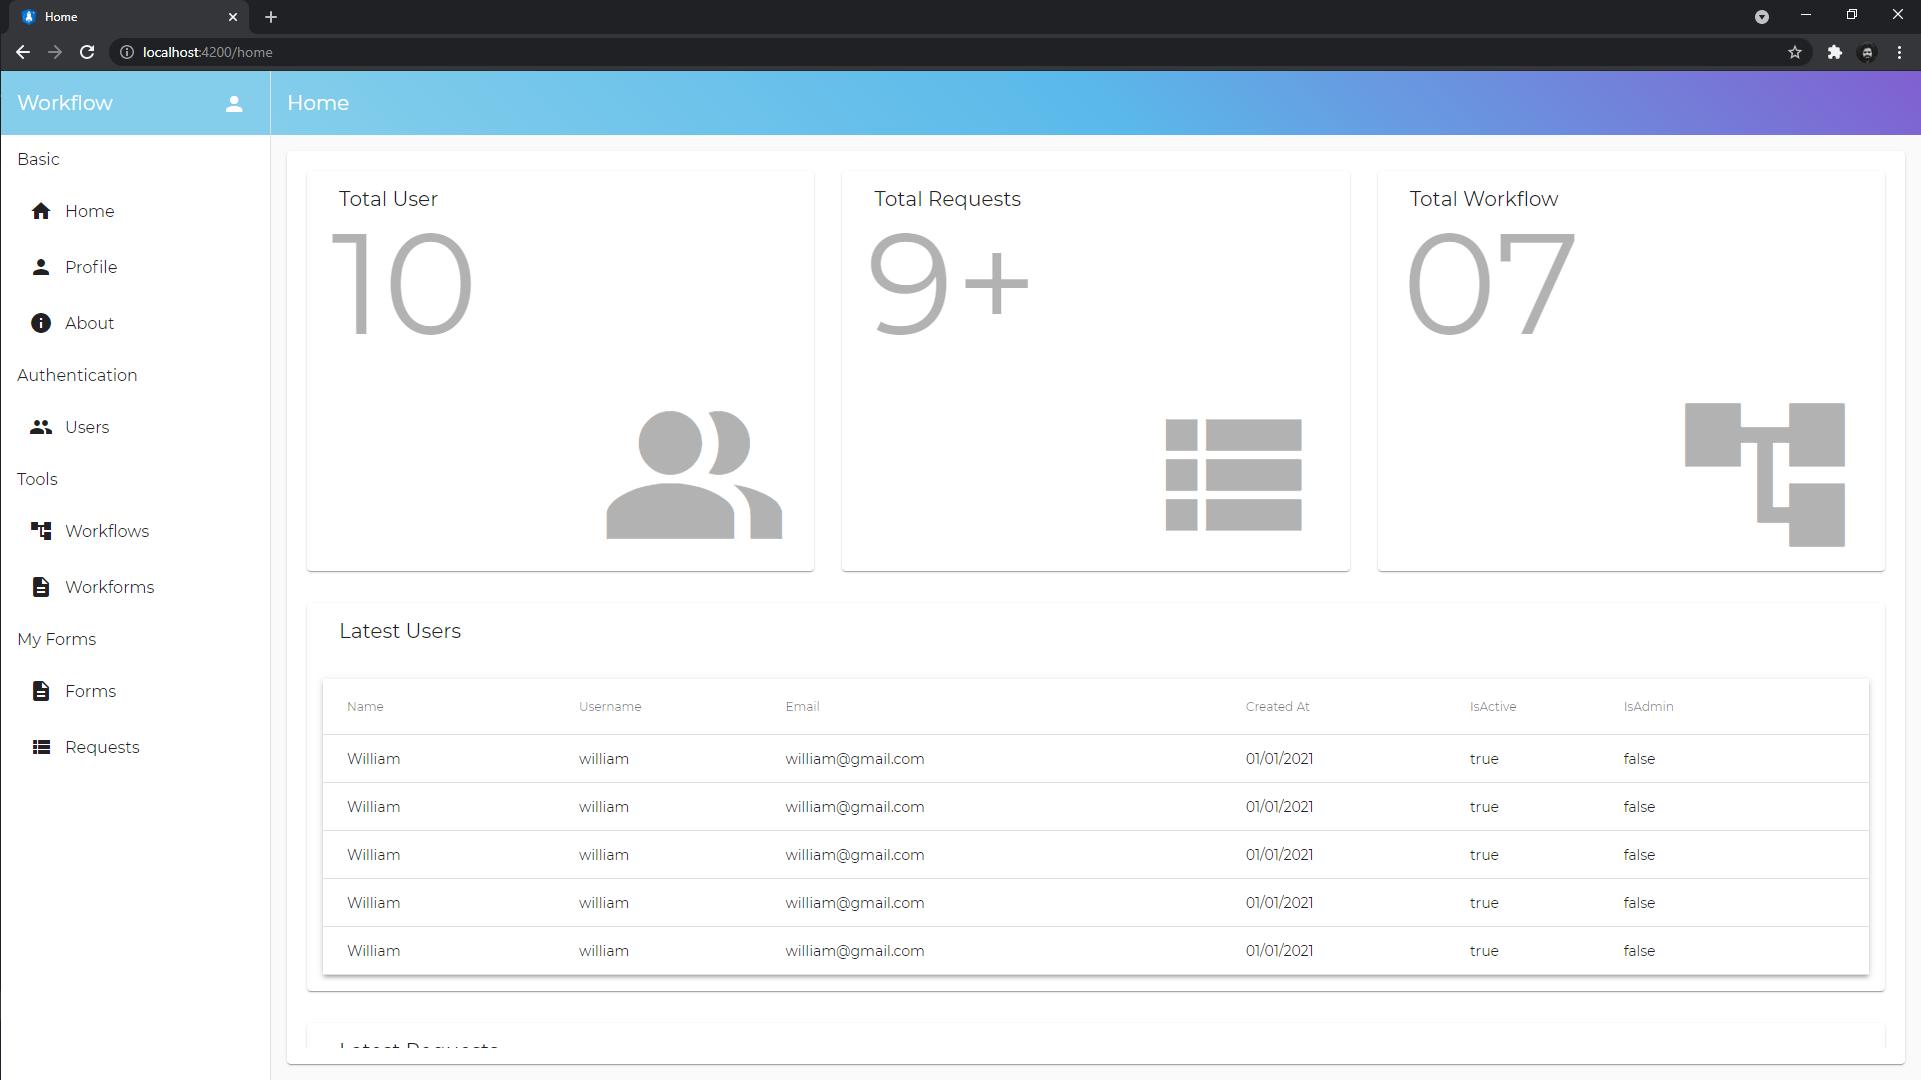 Home
localhost:4200/home
Workflow
Home
Basic
Home
Profile
About
Authentication
Users
Tools
Workflows
Workforms
My Forms
Forms
Requests
Total User
10
Total Requests
9+
Total Workflow
07
Latest Users
Name Username Email Created At IsActive IsAdmin
William william william@gmail.com 01/01/2021 true false
William william william@gmail.com 01/01/2021 true false
William william william@gmail.com 01/01/2021 true false
William william william@gmail.com 01/01/2021 true false
William william william@gmail.com 01/01/2021 true false
Latest Requests